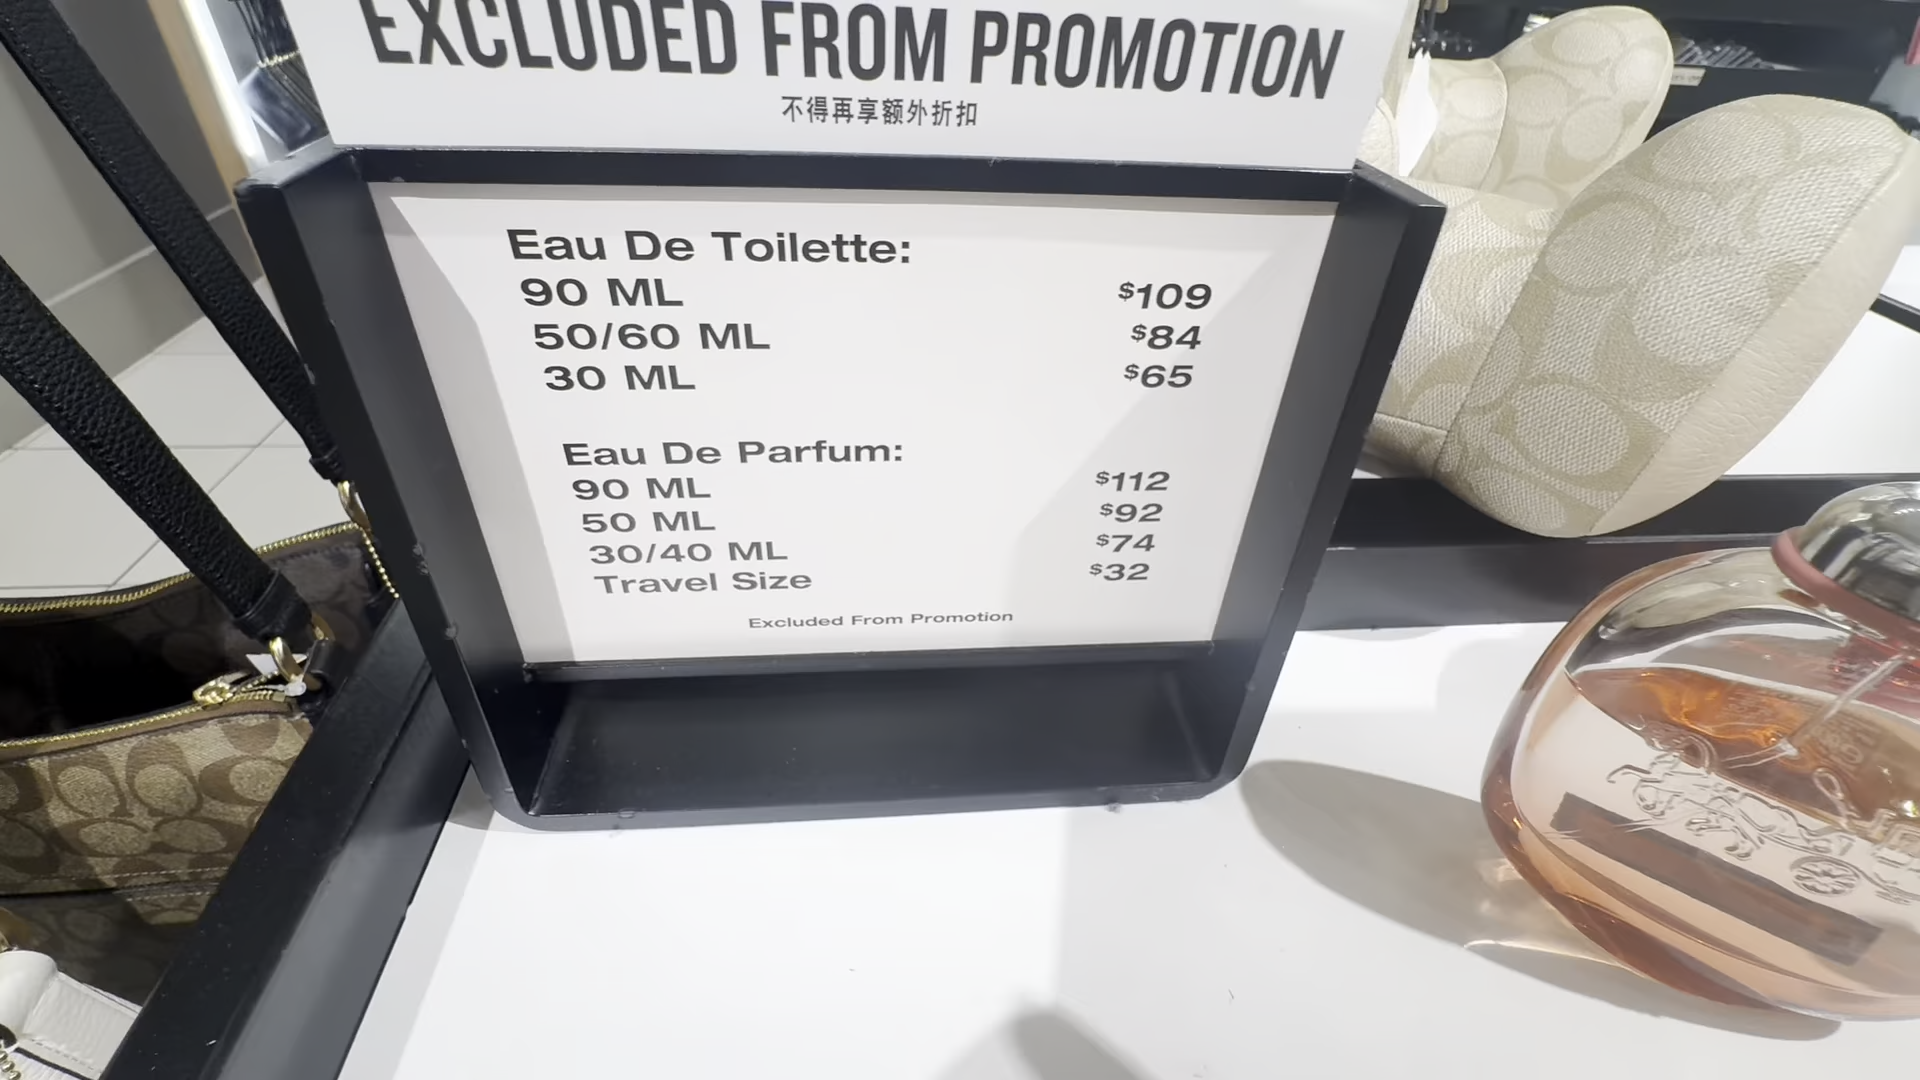 EXCLUDED FROM PROMOTION
不得再享额外折扣
Eau De Toilette:
90 ML $109
50/60 ML $84
30 ML $65
Eau De Parfum:
90 ML $112
50 ML $92
30/40 ML $74
Travel Size $32
Excluded From Promotion